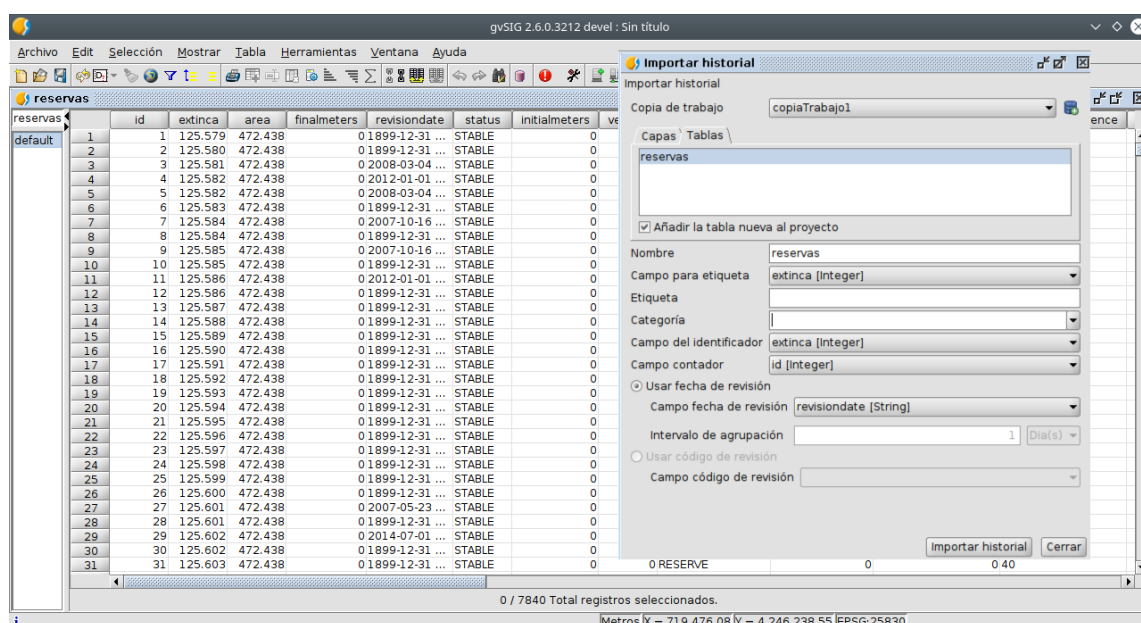 gvSIG 2.6.0.3212 devel : Sin título
Archivo Edit Selección Mostrar Tabla Herramientas Ventana Ayuda
reservas
reservas
default
id extinca area finalmeters revisiondate status initialmeters ve
1 1 125.579 472.438 0 1899-12-31 ... STABLE 0
2 2 125.580 472.438 0 1899-12-31 ... STABLE 0
3 3 125.581 472.438 0 2008-03-04 ... STABLE 0
4 4 125.582 472.438 0 2012-01-01 ... STABLE 0
5 5 125.582 472.438 0 2008-03-04 ... STABLE 0
6 6 125.583 472.438 0 1899-12-31 ... STABLE 0
7 7 125.584 472.438 0 2007-10-16 ... STABLE 0
8 8 125.584 472.438 0 1899-12-31 ... STABLE 0
9 9 125.585 472.438 0 2007-10-16 ... STABLE 0
10 10 125.585 472.438 0 1899-12-31 ... STABLE 0
11 11 125.586 472.438 0 2012-01-01 ... STABLE 0
12 12 125.586 472.438 0 1899-12-31 ... STABLE 0
13 13 125.587 472.438 0 1899-12-31 ... STABLE 0
14 14 125.588 472.438 0 1899-12-31 ... STABLE 0
15 15 125.589 472.438 0 1899-12-31 ... STABLE 0
16 16 125.590 472.438 0 1899-12-31 ... STABLE 0
17 17 125.591 472.438 0 1899-12-31 ... STABLE 0
18 18 125.592 472.438 0 1899-12-31 ... STABLE 0
19 19 125.593 472.438 0 1899-12-31 ... STABLE 0
20 20 125.594 472.438 0 1899-12-31 ... STABLE 0
21 21 125.595 472.438 0 1899-12-31 ... STABLE 0
22 22 125.596 472.438 0 1899-12-31 ... STABLE 0
23 23 125.597 472.438 0 1899-12-31 ... STABLE 0
24 24 125.598 472.438 0 1899-12-31 ... STABLE 0
25 25 125.599 472.438 0 1899-12-31 ... STABLE 0
26 26 125.600 472.438 0 1899-12-31 ... STABLE 0
27 27 125.601 472.438 0 2007-05-23 ... STABLE 0
28 28 125.601 472.438 0 1899-12-31 ... STABLE 0
29 29 125.602 472.438 0 2014-07-01 ... STABLE 0
30 30 125.602 472.438 0 1899-12-31 ... STABLE 0
31 31 125.603 472.438 0 1899-12-31 ... STABLE 0 0 RESERVE 0 0 40
ence
Importar historial
Importar historial
Copia de trabajo copiaTrabajo1
Capas Tablas
reservas
Añadir la tabla nueva al proyecto
Nombre reservas
Campo para etiqueta extinca [Integer]
Etiqueta
Categoría
Campo del identificador extinca [Integer]
Campo contador id [Integer]
Usar fecha de revisión
Campo fecha de revisión revisiondate [String]
Intervalo de agrupación 1 Dia(s)
Usar código de revisión
Campo código de revisión
Importar historial Cerrar
0 / 7840 Total registros seleccionados.
Metros X = 719.476,08 Y = 4.246.238,55 EPSG:25830